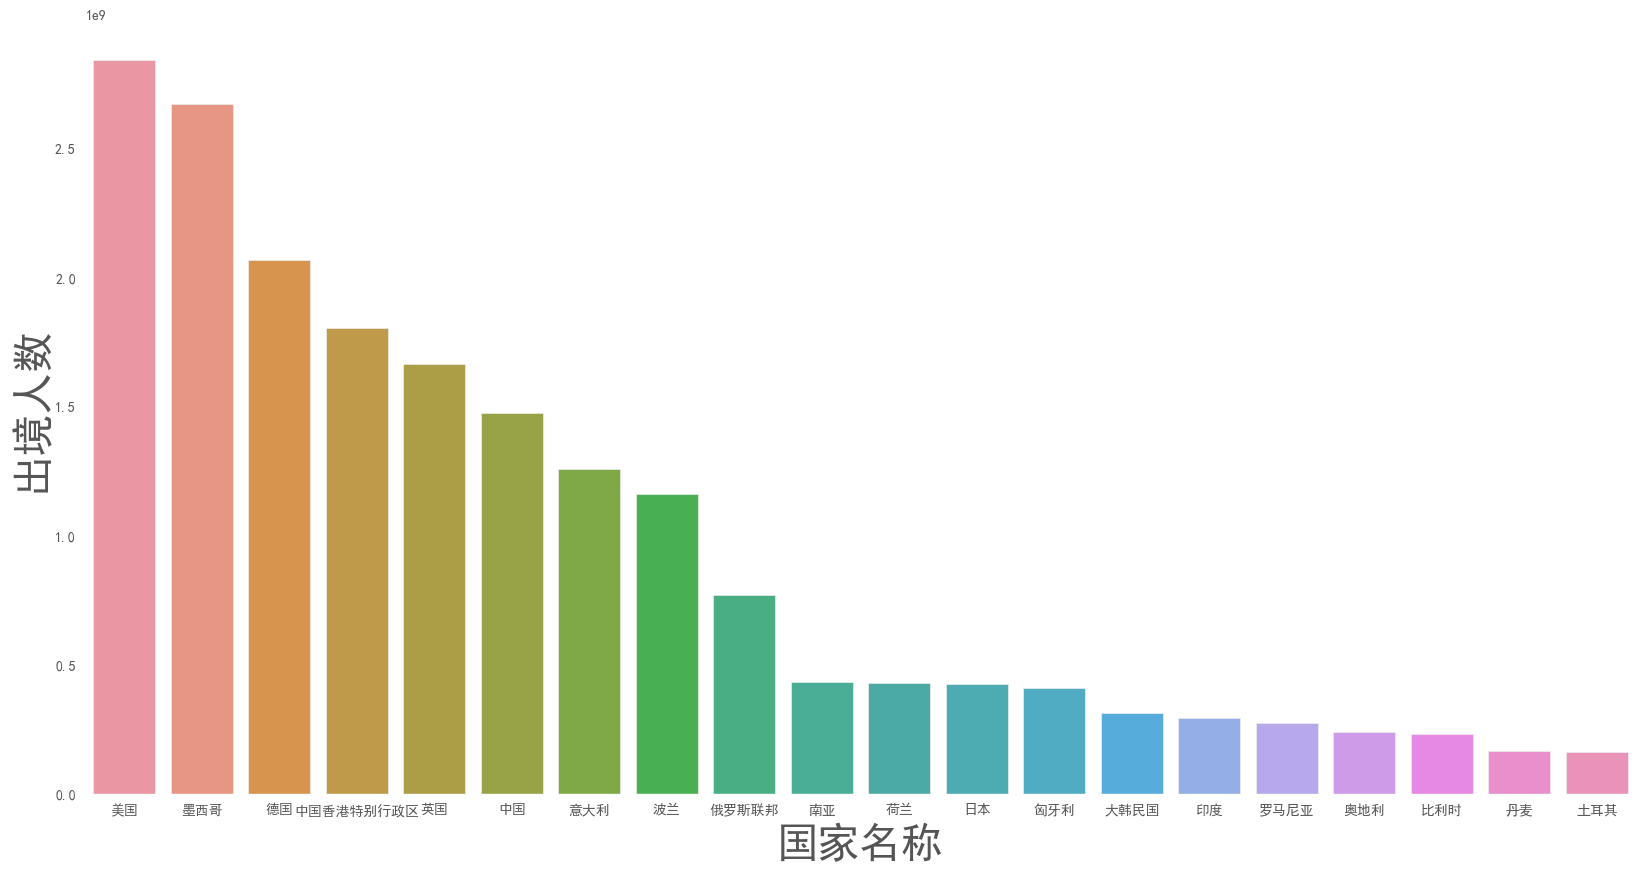 1e9
2.5
2.0
1.5
1.0
0.5
0.0
出境人数
美国 墨西哥 德国 中国香港特别行政区 英国 中国 意大利 波兰 俄罗斯联邦 南亚 荷兰 日本 匈牙利 大韩民国 印度 罗马尼亚 奥地利 比利时 丹麦 土耳其
国家名称